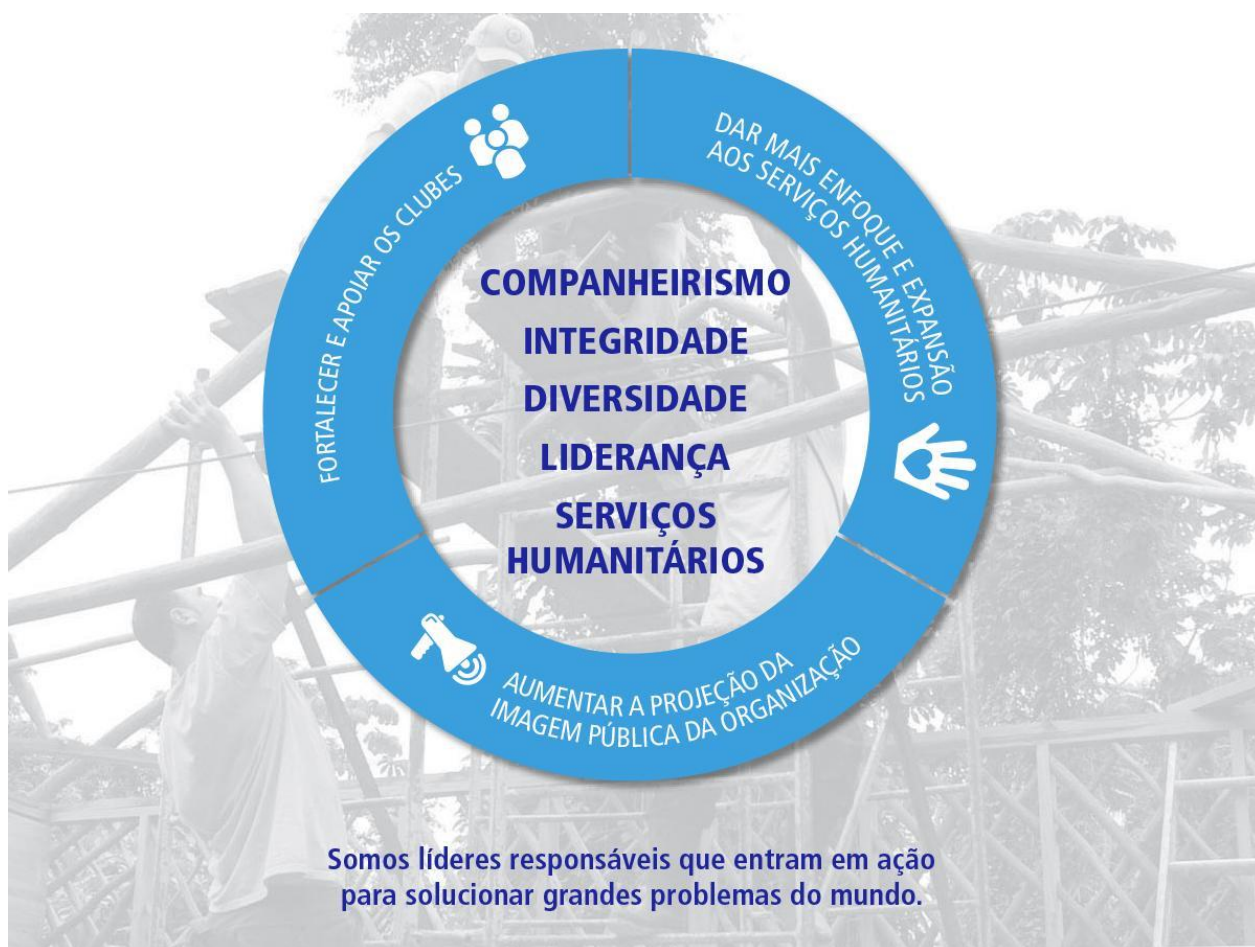 FORTALECER E APOIAR OS CLUBES
DAR MAIS ENFOQUE E EXPANSÃO
AOS SERVIÇOS HUMANITÁRIOS
COMPANHEIRISMO
INTEGRIDADE
DIVERSIDADE
LIDERANÇA
SERVIÇOS
HUMANITÁRIOS
AUMENTAR A PROJEÇÃO DA
IMAGEM PÚBLICA DA ORGANIZAÇÃO
Somos líderes responsáveis que entram em ação
para solucionar grandes problemas do mundo.